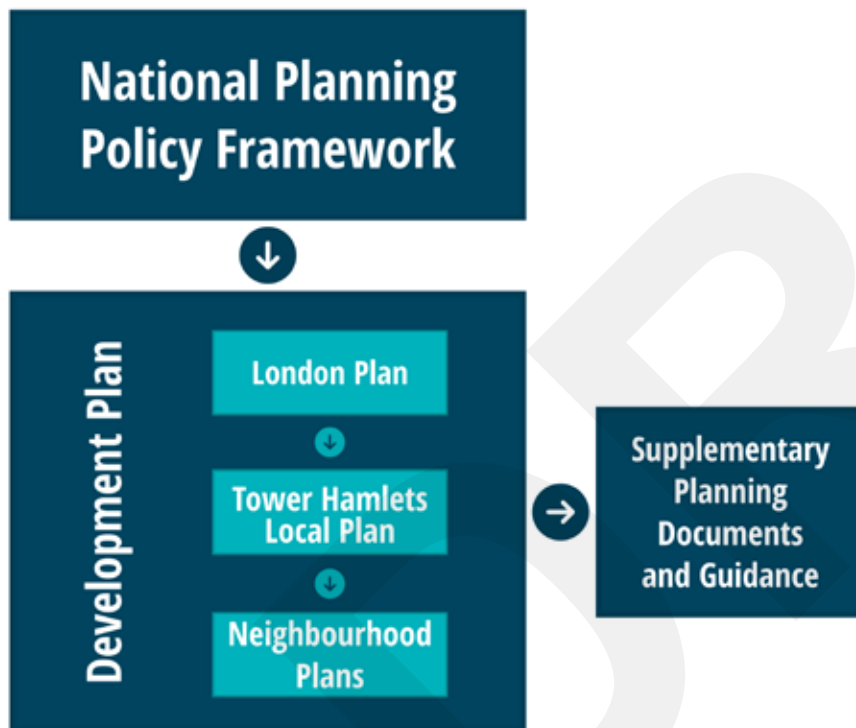 National Planning
Policy Framework
Development Plan
London Plan
Tower Hamlets
Local Plan
Neighbourhood
Plans
Supplementary
Planning
Documents
and Guidance